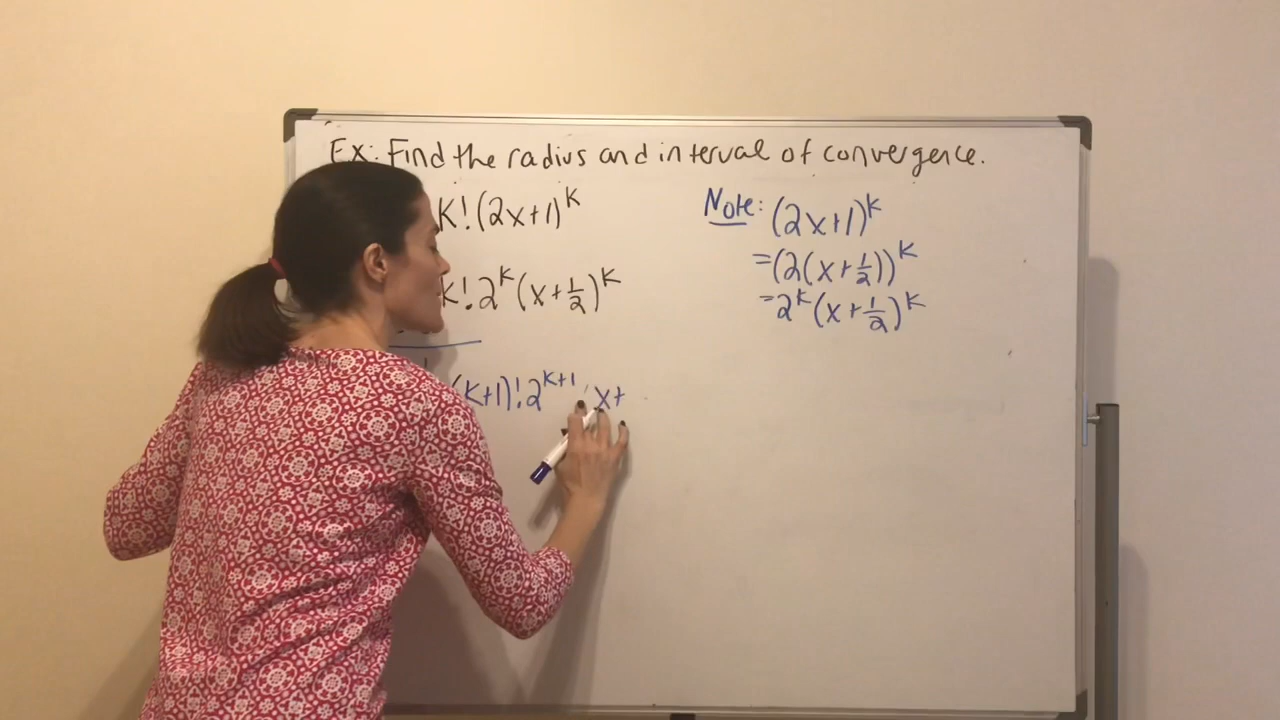 Ex: Find the radius and interval of convergence.
K!(2x+1)^K
K!2^K(x+1/2)^K
(K+1)!2^K+1 x+
Note: (2x+1)^K
=(2(x+1/2))^K
=2^K(x+1/2)^K